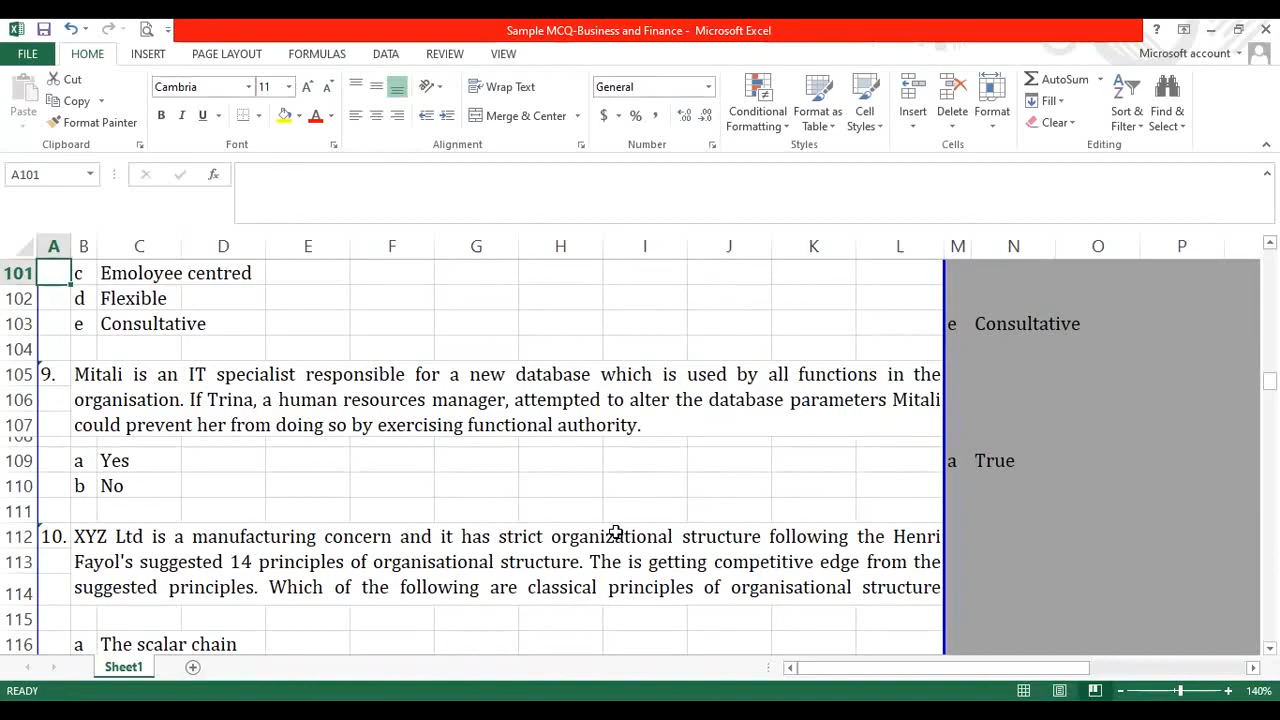 Sample MCQ-Business and Finance - Microsoft Excel
?
FILE HOME INSERT PAGE LAYOUT FORMULAS DATA REVIEW VIEW Microsoft account
Paste Cut Copy Format Painter
Cambria 11 A A
B I U A
Wrap Text
Merge & Center
General
$ % ,
Conditional Formatting Format as Table Cell Styles
Insert Delete Format
AutoSum Fill Clear
Sort & Filter Find & Select
Clipboard Font Alignment Number Styles Cells Editing
A101 fx
A B C D E F G H I J K L M N O P
101 c Emoloyee centred
102 d Flexible
103 e Consultative e Consultative
104
105 9. Mitali is an IT specialist responsible for a new database which is used by all functions in the
106 organisation. If Trina, a human resources manager, attempted to alter the database parameters Mitali
107 could prevent her from doing so by exercising functional authority.
108
109 a Yes a True
110 b No
111
112 10. XYZ Ltd is a manufacturing concern and it has strict organizational structure following the Henri
113 Fayol's suggested 14 principles of organisational structure. The is getting competitive edge from the
114 suggested principles. Which of the following are classical principles of organisational structure
115
116 a The scalar chain
Sheet1
READY 140%